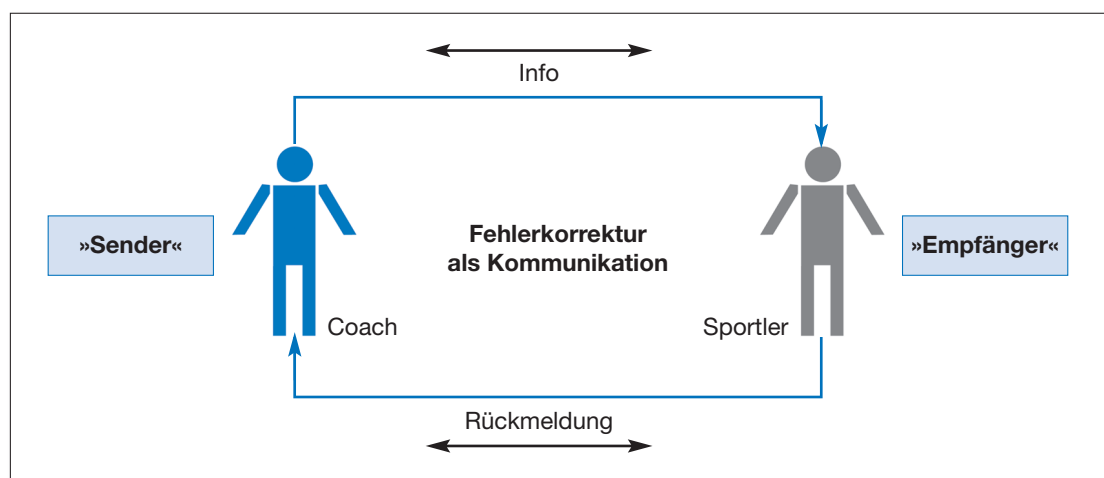 Info
»Sender«
Fehlerkorrektur
als Kommunikation
»Empfänger«
Coach
Sportler
Rückmeldung